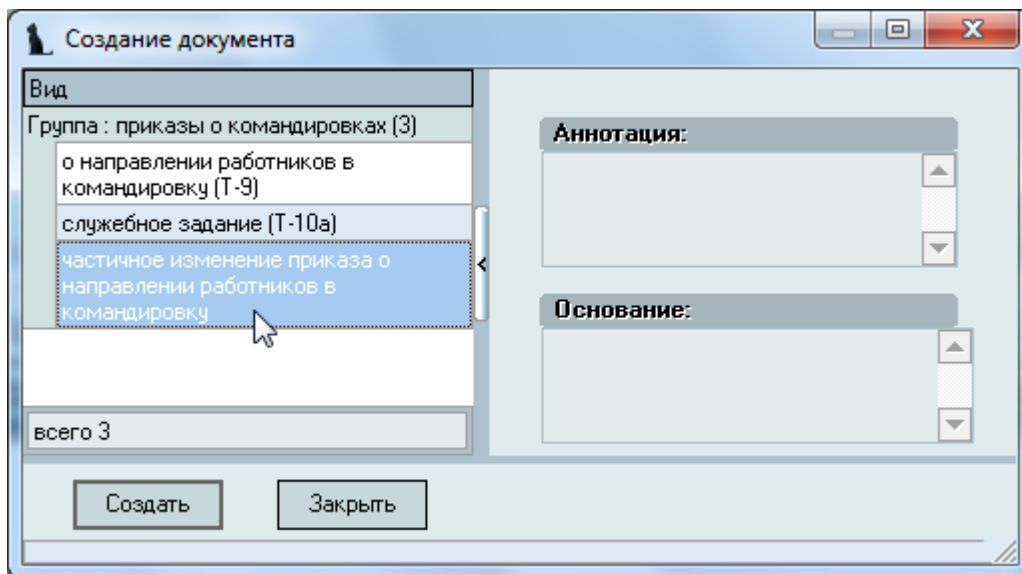 Создание документа
Вид
Группа : приказы о командировках (3)
о направлении работников в
командировку (Т-9)
служебное задание (Т-10а)
частичное изменение приказа о
направлении работников в
командировку
всего 3
Аннотация:
Основание:
Создать
Закрыть